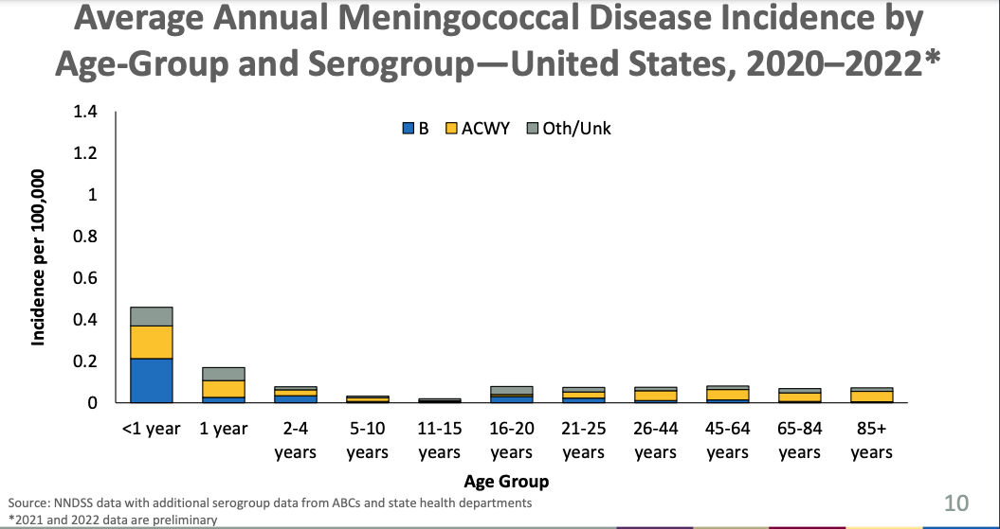 Average Annual Meningococcal Disease Incidence by
Age-Group and Serogroup—United States, 2020–2022*
B ACWY Oth/Unk
Incidence per 100,000
1.4
1.2
1
0.8
0.6
0.4
0.2
0
<1 year 1 year 2-4 5-10 11-15 16-20 21-25 26-44 45-64 65-84 85+
years years years years years years years years years
Age Group
Source: NNDSS data with additional serogroup data from ABCs and state health departments
*2021 and 2022 data are preliminary
10